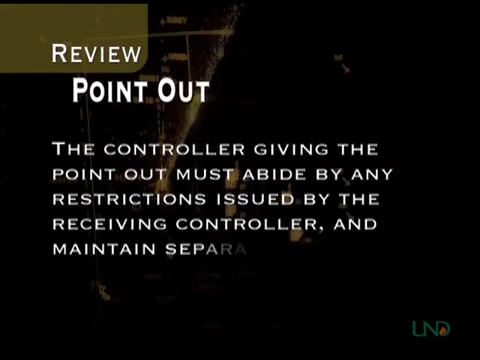 REVIEW
POINT OUT
THE CONTROLLER GIVING THE
POINT OUT MUST ABIDE BY ANY
RESTRICTIONS ISSUED BY THE
RECEIVING CONTROLLER, AND
MAINTAIN SEPARA
UND